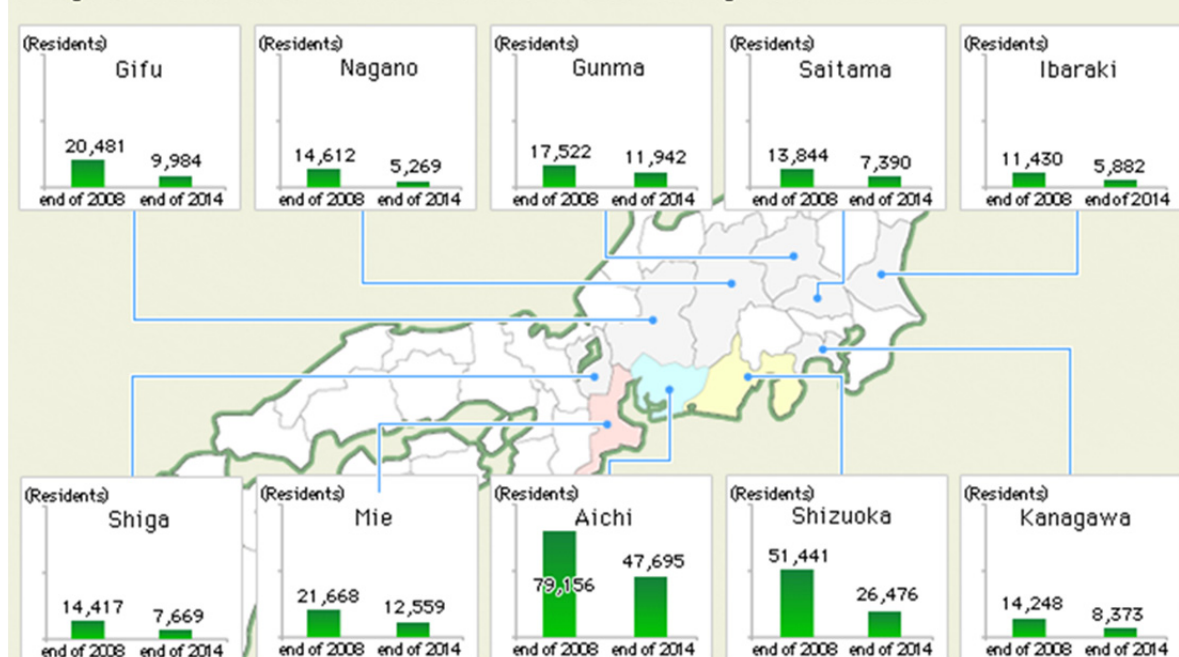 (Residents)
Gifu
20,481
9,984
end of 2008 end of 2014
(Residents)
Nagano
14,612
5,269
end of 2008 end of 2014
(Residents)
Gunma
17,522
11,942
end of 2008 end of 2014
(Residents)
Saitama
13,844
7,390
end of 2008 end of 2014
(Residents)
Ibaraki
11,430
5,882
end of 2008 end of 2014
(Residents)
Shiga
14,417
7,669
end of 2008 end of 2014
(Residents)
Mie
21,668
12,559
end of 2008 end of 2014
(Residents)
Aichi
79,156
47,695
end of 2008 end of 2014
(Residents)
Shizuoka
51,441
26,476
end of 2008 end of 2014
(Residents)
Kanagawa
14,248
8,373
end of 2008 end of 2014